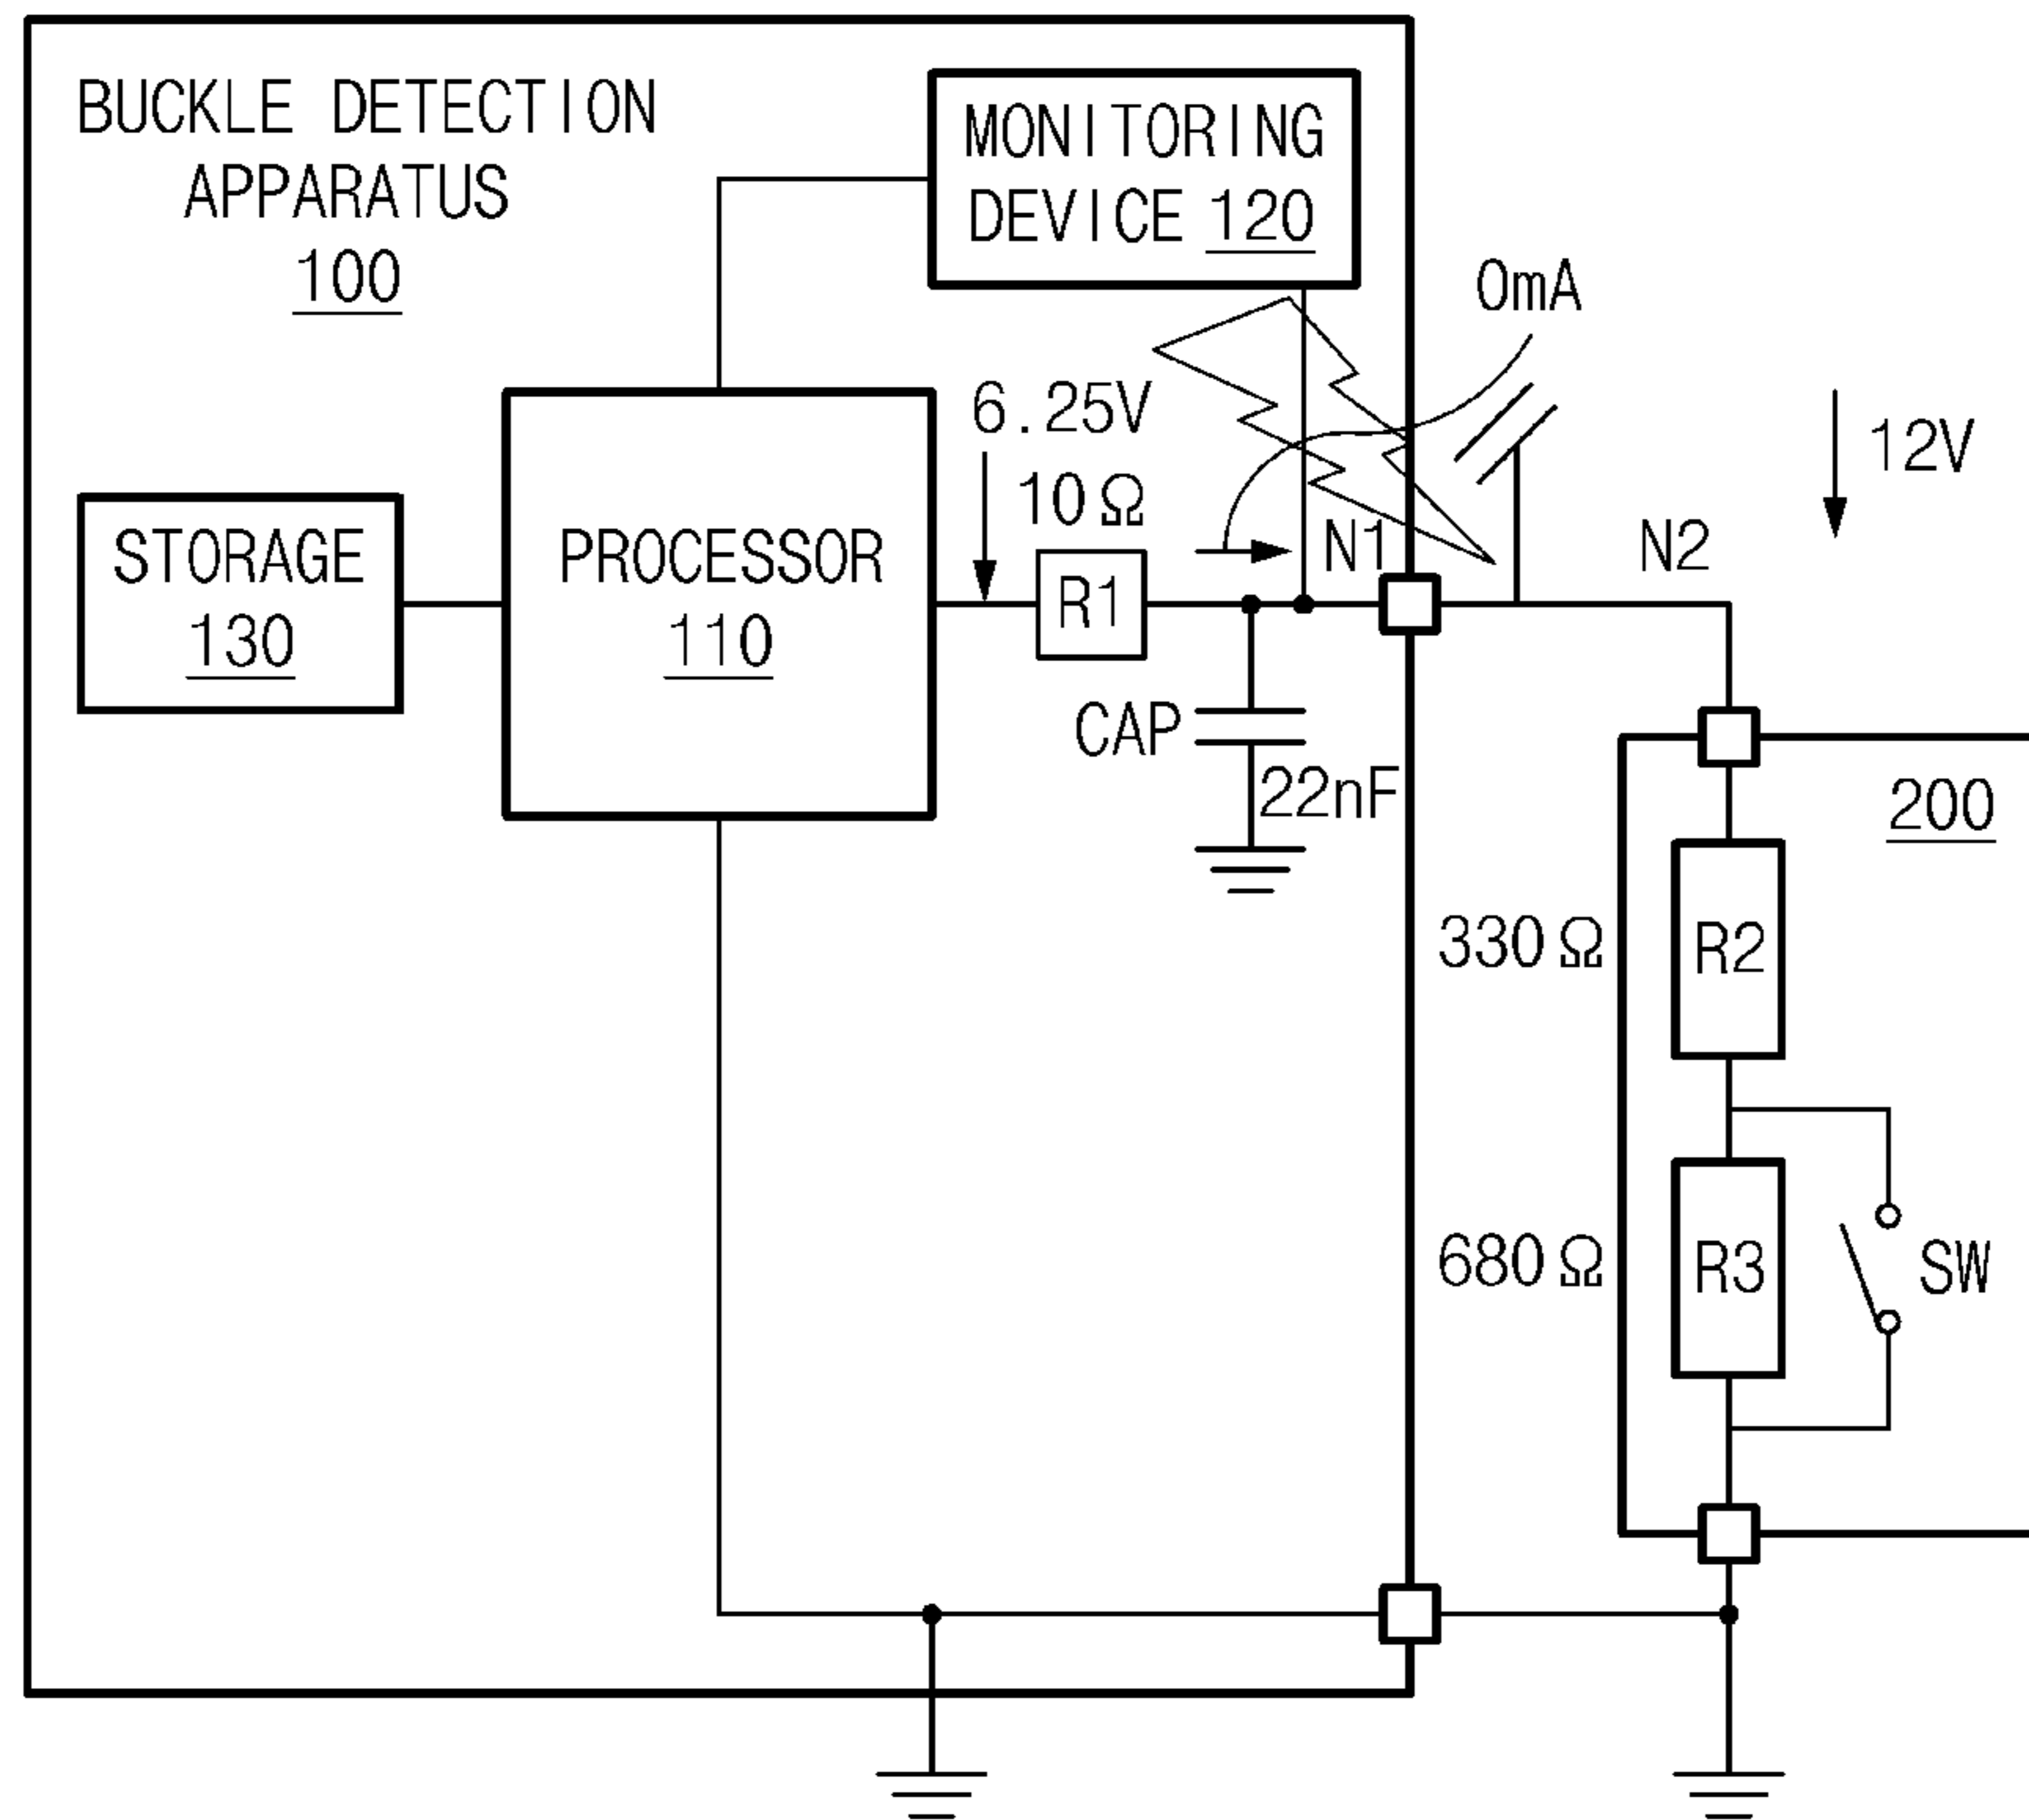 BUCKLE DETECTION
APPARATUS
100
MONITORING
DEVICE 120
0mA
6.25V
10Ω
12V
STORAGE
130
PROCESSOR
110
R1
N1
N2
CAP
22nF
200
330Ω
R2
680Ω
R3
SW